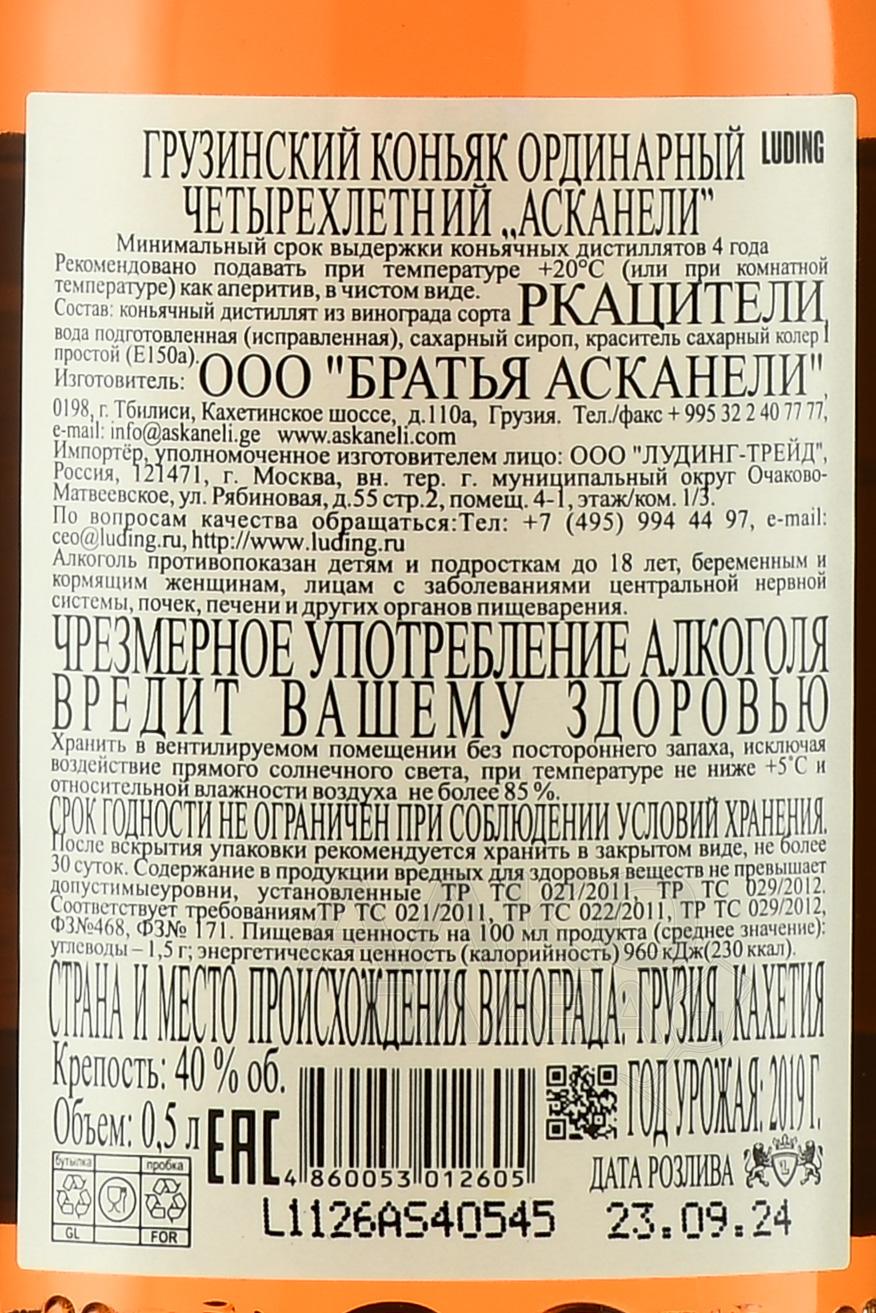 ГРУЗИНСКИЙ КОНЬЯК ОРДИНАРНЫЙ LUDING
ЧЕТЫРЕХЛЕТНИЙ „АСКАНЕЛИ”
Минимальный срок выдержки коньячных дистиллятов 4 года
Рекомендовано подавать при температуре +20°С (или при комнатной
температуре) как аперитив, в чистом виде.
Состав: коньячный дистиллят из винограда сорта РКАЦИТЕЛИ,
вода подготовленная (исправленная), сахарный сироп, краситель сахарный колер I
простой (Е150а).
Изготовитель: ООО "БРАТЬЯ АСКАНЕЛИ",
0198, г. Тбилиси, Кахетинское шоссе, д.110а, Грузия. Тел./факс + 995 32 2 40 77 77,
e-mail: info@askaneli.ge www.askaneli.com
Импортёр, уполномоченное изготовителем лицо: ООО "ЛУДИНГ-ТРЕЙД",
Россия, 121471, г. Москва, вн. тер. г. муниципальный округ Очаково-
Матвеевское, ул. Рябиновая, д.55 стр.2, помещ. 4-1, этаж/ком. 1/3.
По вопросам качества обращаться:Тел: +7 (495) 994 44 97, e-mail:
ceo@luding.ru, http://www.luding.ru
Алкоголь противопоказан детям и подросткам до 18 лет, беременным и
кормящим женщинам, лицам с заболеваниями центральной нервной
системы, почек, печени и других органов пищеварения.
ЧРЕЗМЕРНОЕ УПОТРЕБЛЕНИЕ АЛКОГОЛЯ
ВРЕДИТ ВАШЕМУ ЗДОРОВЬЮ
Хранить в вентилируемом помещении без постороннего запаха, исключая
воздействие прямого солнечного света, при температуре не ниже +5°С и
относительной влажности воздуха не более 85 %.
СРОК ГОДНОСТИ НЕ ОГРАНИЧЕН ПРИ СОБЛЮДЕНИИ УСЛОВИЙ ХРАНЕНИЯ.
После вскрытия упаковки рекомендуется хранить в закрытом виде, не более
30 суток. Содержание в продукции вредных для здоровья веществ не превышает
допустимыеуровни, установленные ТР ТС 021/2011, ТР ТС 029/2012.
Соответствует требованиямТР ТС 021/2011, ТР ТС 022/2011, ТР ТС 029/2012,
ФЗ№468, ФЗ№ 171. Пищевая ценность на 100 мл продукта (среднее значение):
углеводы – 1,5 г; энергетическая ценность (калорийность) 960 кДж(230 ккал).
СТРАНА И МЕСТО ПРОИСХОЖДЕНИЯ ВИНОГРАДА: ГРУЗИЯ, КАХЕТИЯ
Крепость: 40 % об.
Объем: 0,5 л EAC
ГОД УРОЖАЯ: 2019 Г.
4 860053 012605
ДАТА РОЗЛИВА
бутылка пробка
GL FOR
L1126AS40545 23.09.24